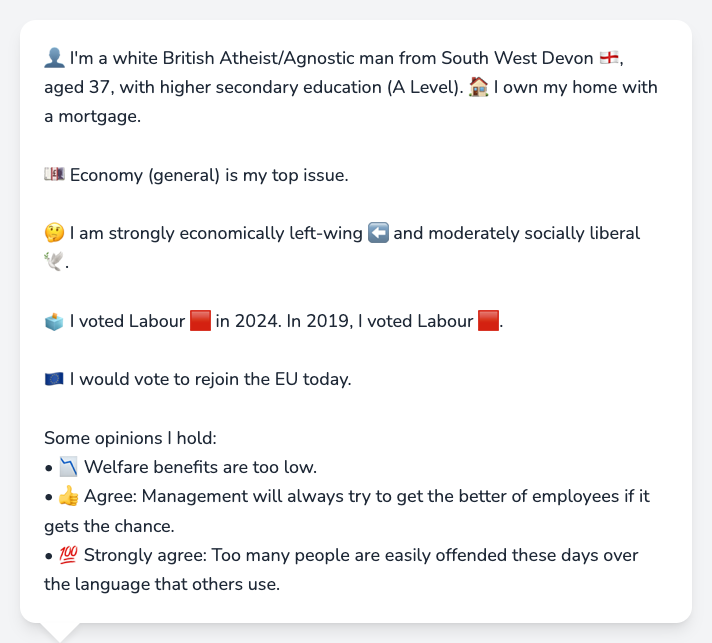 👤 I'm a white British Atheist/Agnostic man from South West Devon 🏴󠁧󠁢󠁥󠁮󠁧󠁿,
aged 37, with higher secondary education (A Level). 🏠 I own my home with
a mortgage.
💷 Economy (general) is my top issue.
🤔 I am strongly economically left-wing ⬅️ and moderately socially liberal
🕊️.
🗳️ I voted Labour 🟥 in 2024. In 2019, I voted Labour 🟥.
🇪🇺 I would vote to rejoin the EU today.
Some opinions I hold:
• 📉 Welfare benefits are too low.
• 👍 Agree: Management will always try to get the better of employees if it
gets the chance.
• 💯 Strongly agree: Too many people are easily offended these days over
the language that others use.